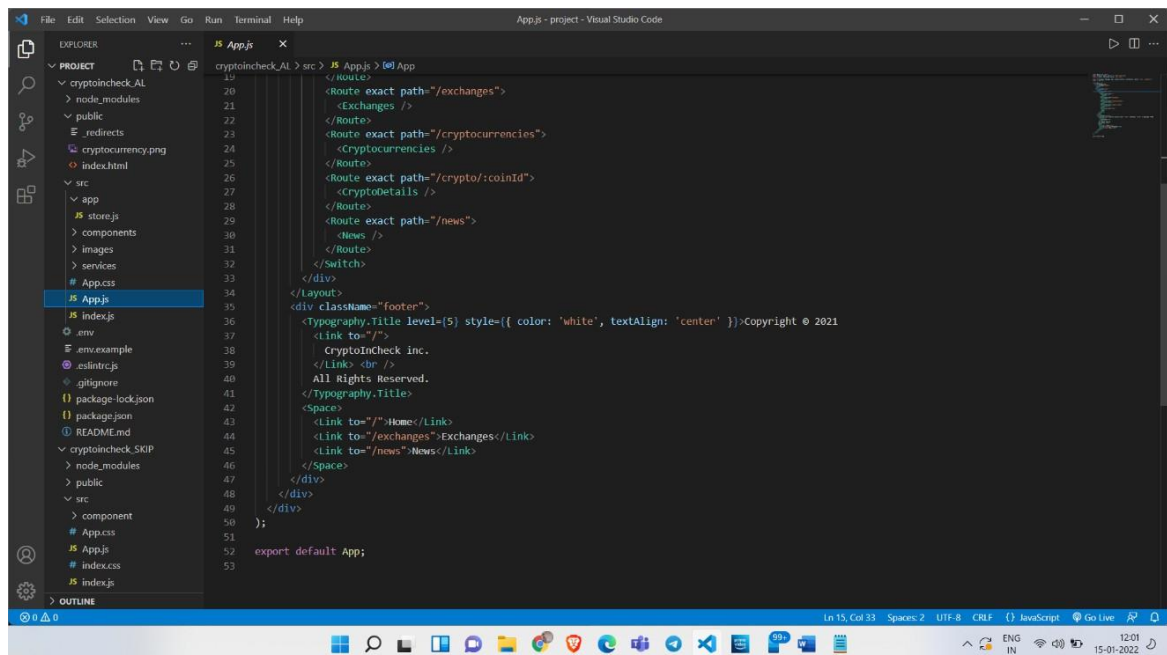 File Edit Selection View Go Run Terminal Help App.js - project - Visual Studio Code
EXPLORER ...
PROJECT
cryptoincheck_AL
node_modules
public
_redirects
cryptocurrency.png
index.html
src
app
JS store.js
components
images
services
# App.css
JS App.js
JS index.js
.env
.env.example
.eslintrc.js
.gitignore
{} package-lock.json
{} package.json
README.md
cryptoincheck_SKIP
node_modules
public
src
component
# App.css
JS App.js
# index.css
JS index.js
OUTLINE
JS App.js X
cryptoincheck_AL > src > JS App.js > App
19 </Route>
20 <Route exact path="/exchanges">
21 <Exchanges />
22 </Route>
23 <Route exact path="/cryptocurrencies">
24 <Cryptocurrencies />
25 </Route>
26 <Route exact path="/crypto/:coinId">
27 <CryptoDetails />
28 </Route>
29 <Route exact path="/news">
30 <News />
31 </Route>
32 </Switch>
33 </div>
34 </Layout>
35 <div className="footer">
36 <Typography.Title level={5} style={{ color: 'white', textAlign: 'center' }}>Copyright © 2021
37 <Link to="/">
38 CryptoInCheck inc.
39 </Link> <br />
40 All Rights Reserved.
41 </Typography.Title>
42 <Space>
43 <Link to="/">Home</Link>
44 <Link to="/exchanges">Exchanges</Link>
45 <Link to="/news">News</Link>
46 </Space>
47 </div>
48 </div>
49 </div>
50 );
51
52 export default App;
53
0 0 Ln 15, Col 33 Spaces: 2 UTF-8 CRLF {} JavaScript Go Live
99+ ENG IN 12:01 15-01-2022